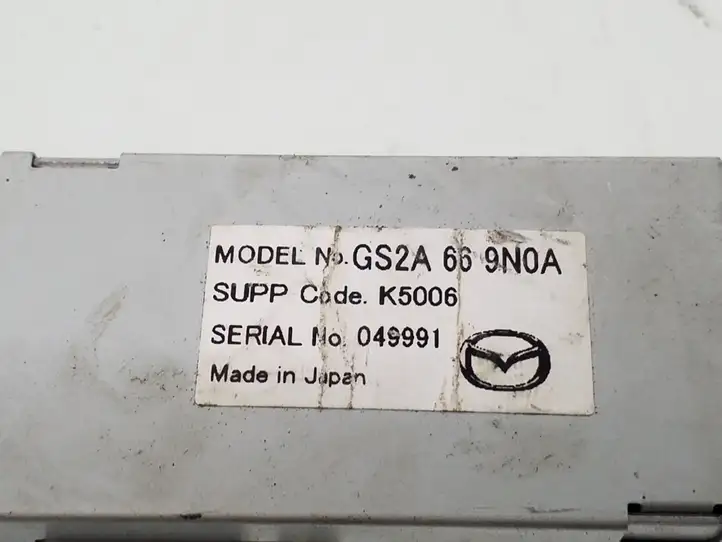 MODEL No. GS2A 66 9N0A
SUPP Code. K5006
SERIAL No. 049991
Made in Japan